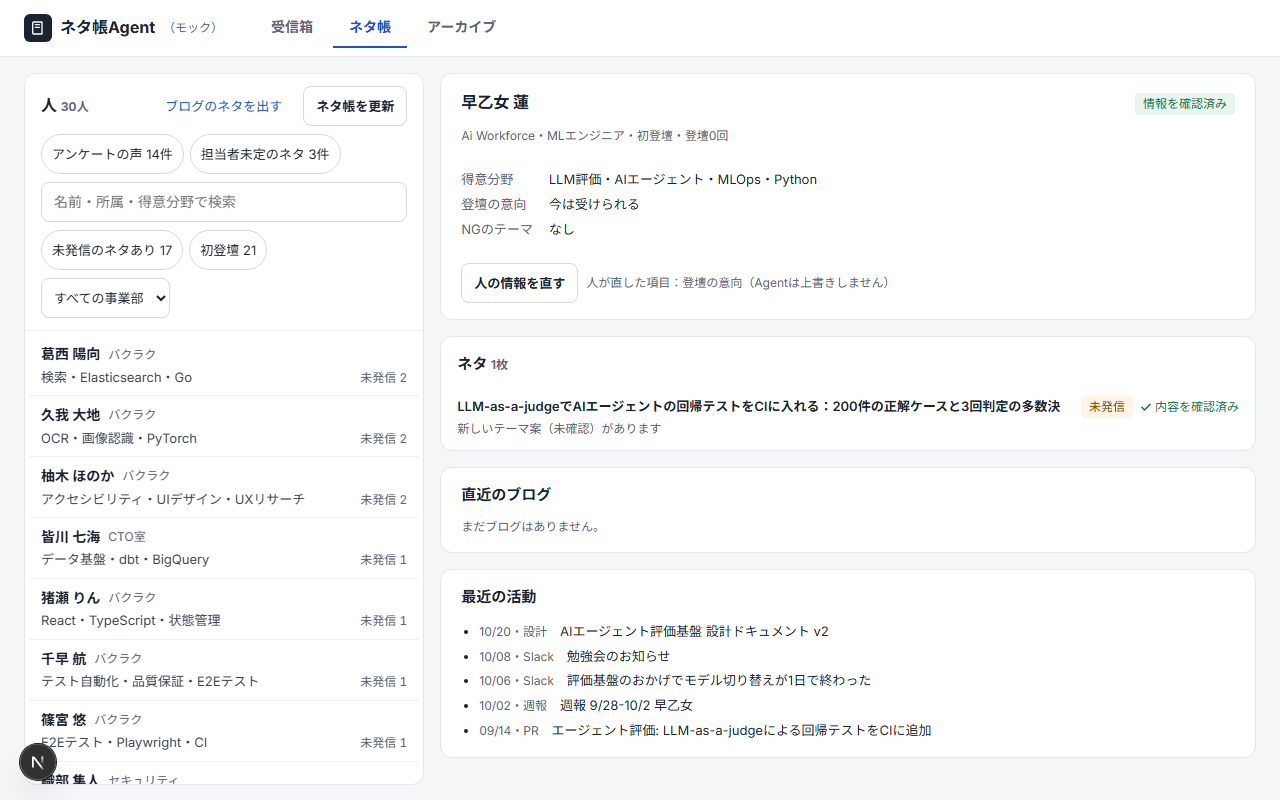 ネタ帳Agent （モック） 受信箱 ネタ帳 アーカイブ
人 30人 ブログのネタを出す ネタ帳を更新
アンケートの声 14件 担当者未定のネタ 3件
名前・所属・得意分野で検索
未発信のネタあり 17 初登壇 21
すべての事業部
葛西 陽向 バクラク
検索・Elasticsearch・Go 未発信 2
久我 大地 バクラク
OCR・画像認識・PyTorch 未発信 2
柚木 ほのか バクラク
アクセシビリティ・UIデザイン・UXリサーチ 未発信 2
皆川 七海 CTO室
データ基盤・dbt・BigQuery 未発信 1
猪瀬 りん バクラク
React・TypeScript・状態管理 未発信 1
千早 航 バクラク
テスト自動化・品質保証・E2Eテスト 未発信 1
篠宮 悠 バクラク
E2Eテスト・Playwright・CI 未発信 1
織部 隼人 セキュリティ
N
早乙女 蓮 情報を確認済み
Ai Workforce・MLエンジニア・初登壇・登壇0回
得意分野 LLM評価・AIエージェント・MLOps・Python
登壇の意向 今は受けられる
NGのテーマ なし
人の情報を直す 人が直した項目：登壇の意向（Agentは上書きしません）
ネタ 1枚
LLM-as-a-judgeでAIエージェントの回帰テストをCIに入れる：200件の正解ケースと3回判定の多数決 未発信 内容を確認済み
新しいテーマ案（未確認）があります
直近のブログ
まだブログはありません。
最近の活動
10/20・設計 AIエージェント評価基盤 設計ドキュメント v2
10/08・Slack 勉強会のお知らせ
10/06・Slack 評価基盤のおかげでモデル切り替えが1日で終わった
10/02・週報 週報 9/28-10/2 早乙女
09/14・PR エージェント評価: LLM-as-a-judgeによる回帰テストをCIに追加